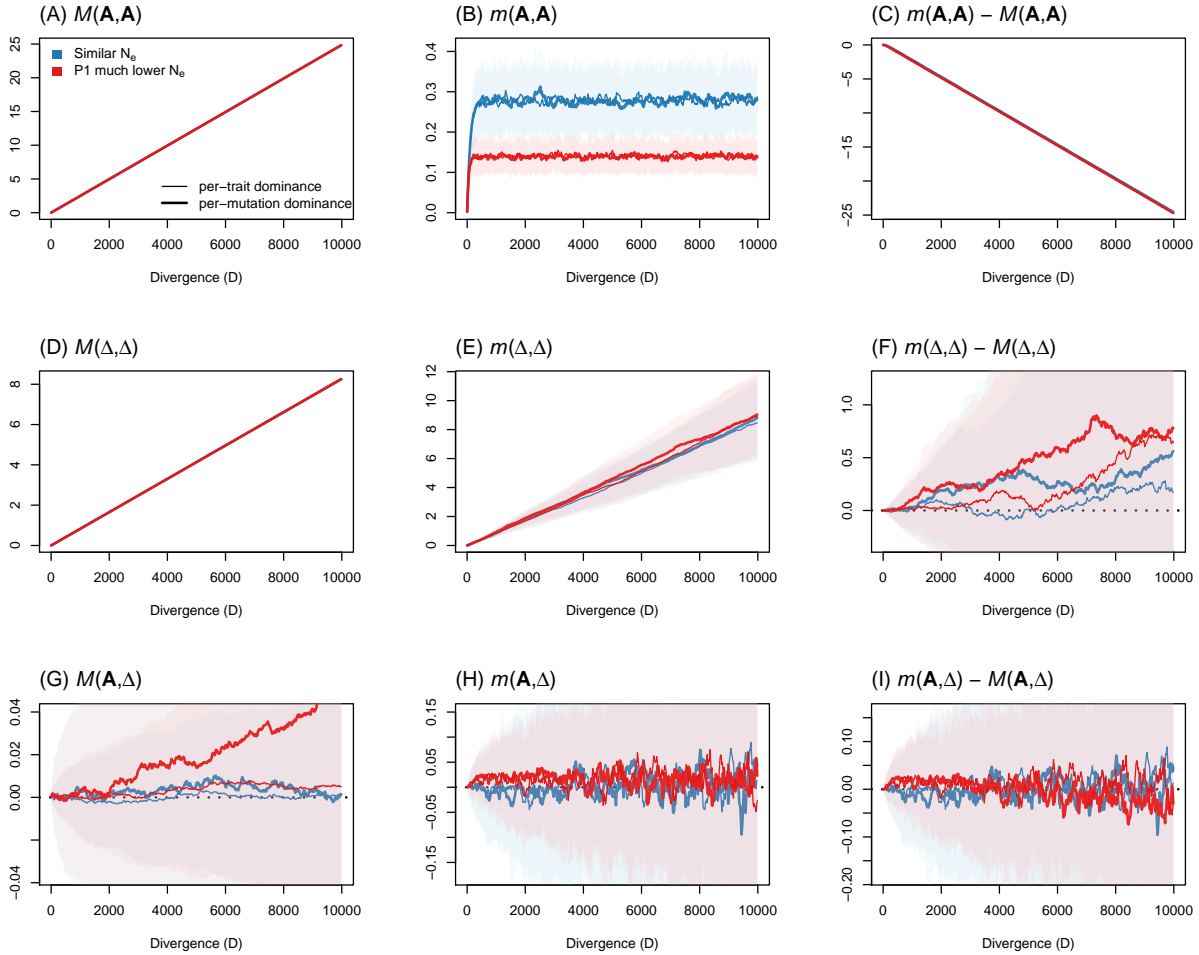 (A) M(A,A)
25
20
15
10
5
0
Similar Ne
P1 much lower Ne
per−trait dominance
per−mutation dominance
0 2000 4000 6000 8000 10000
Divergence (D)
(B) m(A,A)
0.4
0.3
0.2
0.1
0.0
0 2000 4000 6000 8000 10000
Divergence (D)
(C) m(A,A) − M(A,A)
0
−5
−15
−25
0 2000 4000 6000 8000 10000
Divergence (D)
(D) M(Δ,Δ)
8
6
4
2
0
0 2000 4000 6000 8000 10000
Divergence (D)
(E) m(Δ,Δ)
12
10
8
6
4
2
0
0 2000 4000 6000 8000 10000
Divergence (D)
(F) m(Δ,Δ) − M(Δ,Δ)
1.0
0.5
0.0
0 2000 4000 6000 8000 10000
Divergence (D)
(G) M(A,Δ)
0.04
0.02
0.00
−0.04
0 2000 4000 6000 8000 10000
Divergence (D)
(H) m(A,Δ)
0.15
0.05
−0.05
−0.15
0 2000 4000 6000 8000 10000
Divergence (D)
(I) m(A,Δ) − M(A,Δ)
0.10
0.00
−0.10
−0.20
0 2000 4000 6000 8000 10000
Divergence (D)